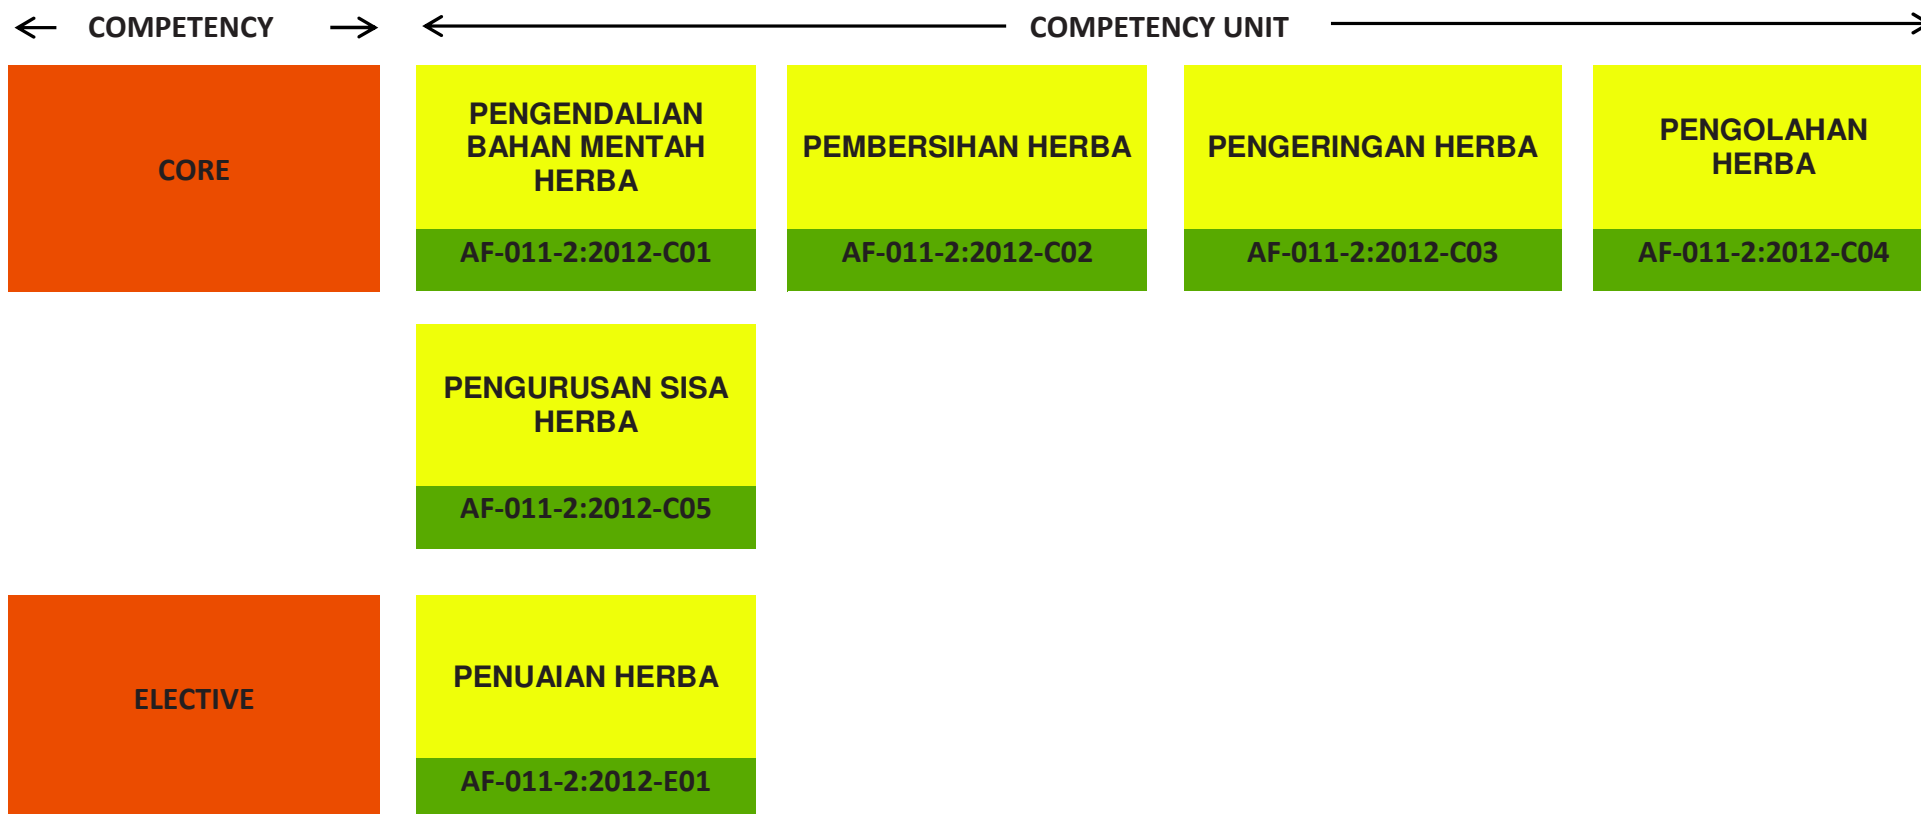 COMPETENCY
COMPETENCY UNIT
CORE
PENGENDALIAN
BAHAN MENTAH
HERBA
AF-011-2:2012-C01
PEMBERSIHAN HERBA
AF-011-2:2012-C02
PENGERINGAN HERBA
AF-011-2:2012-C03
PENGOLAHAN
HERBA
AF-011-2:2012-C04
PENGURUSAN SISA
HERBA
AF-011-2:2012-C05
ELECTIVE
PENUAIAN HERBA
AF-011-2:2012-E01